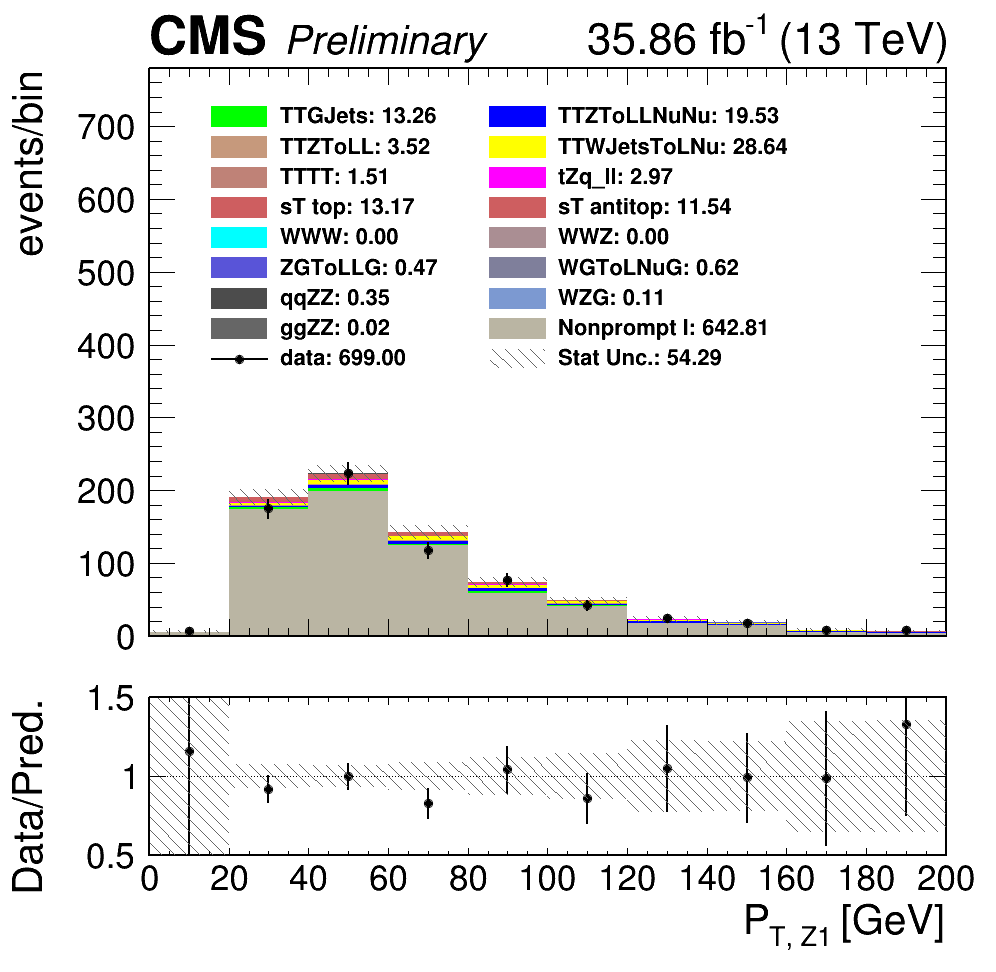 CMS Preliminary 35.86 fb-1 (13 TeV)
events/bin
700
600
500
400
300
200
100
0
TTGJets: 13.26 TTZToLLNuNu: 19.53
TTZToLL: 3.52 TTWJetsToLNu: 28.64
TTTT: 1.51 tZq_ll: 2.97
sT top: 13.17 sT antitop: 11.54
WWW: 0.00 WWZ: 0.00
ZGToLLG: 0.47 WGToLNuG: 0.62
qqZZ: 0.35 WZG: 0.11
ggZZ: 0.02 Nonprompt l: 642.81
data: 699.00 Stat Unc.: 54.29
Data/Pred.
1.5
1
0.5
0 20 40 60 80 100 120 140 160 180 200
PT, Z1 [GeV]